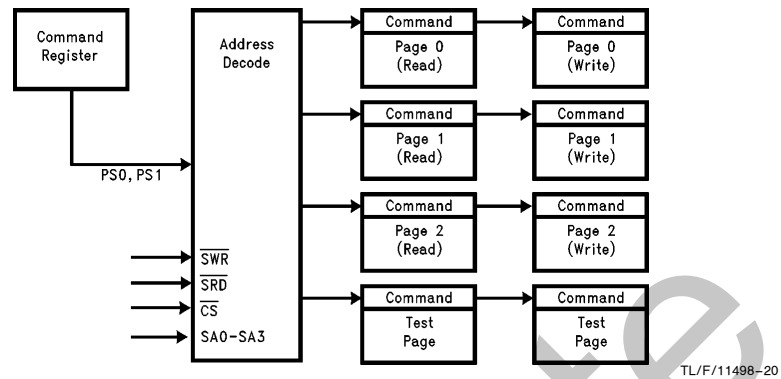 Command
Register
PS0, PS1
Address
Decode
SWR
SRD
CS
SA0-SA3
Command
Page 0
(Read)
Command
Page 0
(Write)
Command
Page 1
(Read)
Command
Page 1
(Write)
Command
Page 2
(Read)
Command
Page 2
(Write)
Command
Test
Page
Command
Test
Page
TL/F/11498-20